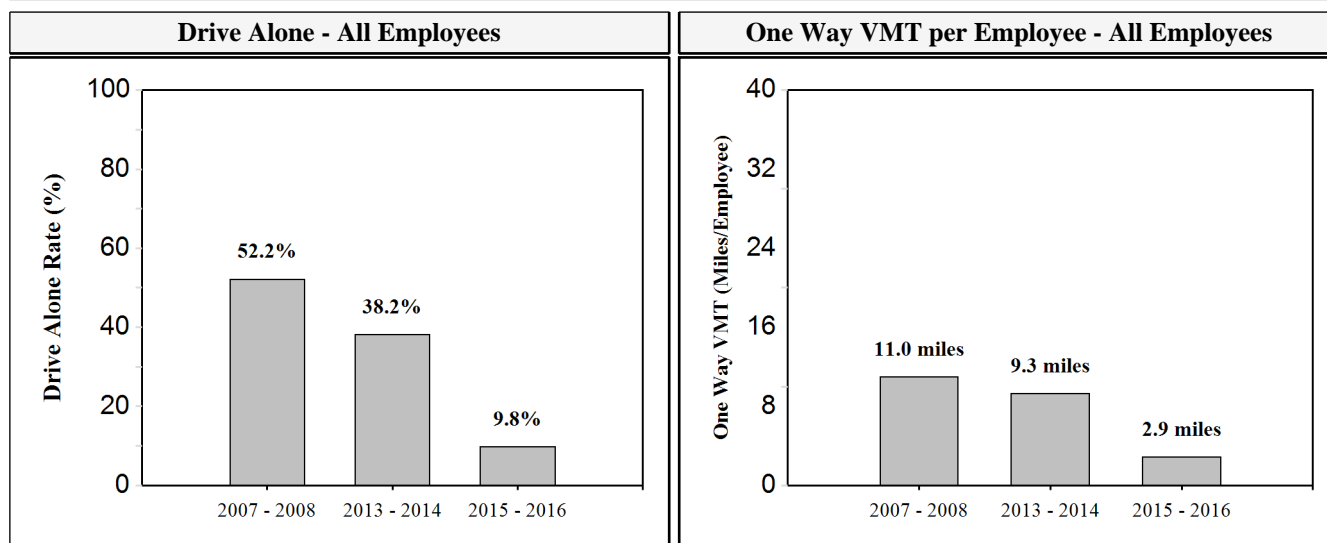 Drive Alone - All Employees
One Way VMT per Employee - All Employees
Drive Alone Rate (%)
100
80
60
40
20
0
52.2%
38.2%
9.8%
2007 - 2008
2013 - 2014
2015 - 2016
One Way VMT (Miles/Employee)
40
32
24
16
8
0
11.0 miles
9.3 miles
2.9 miles
2007 - 2008
2013 - 2014
2015 - 2016